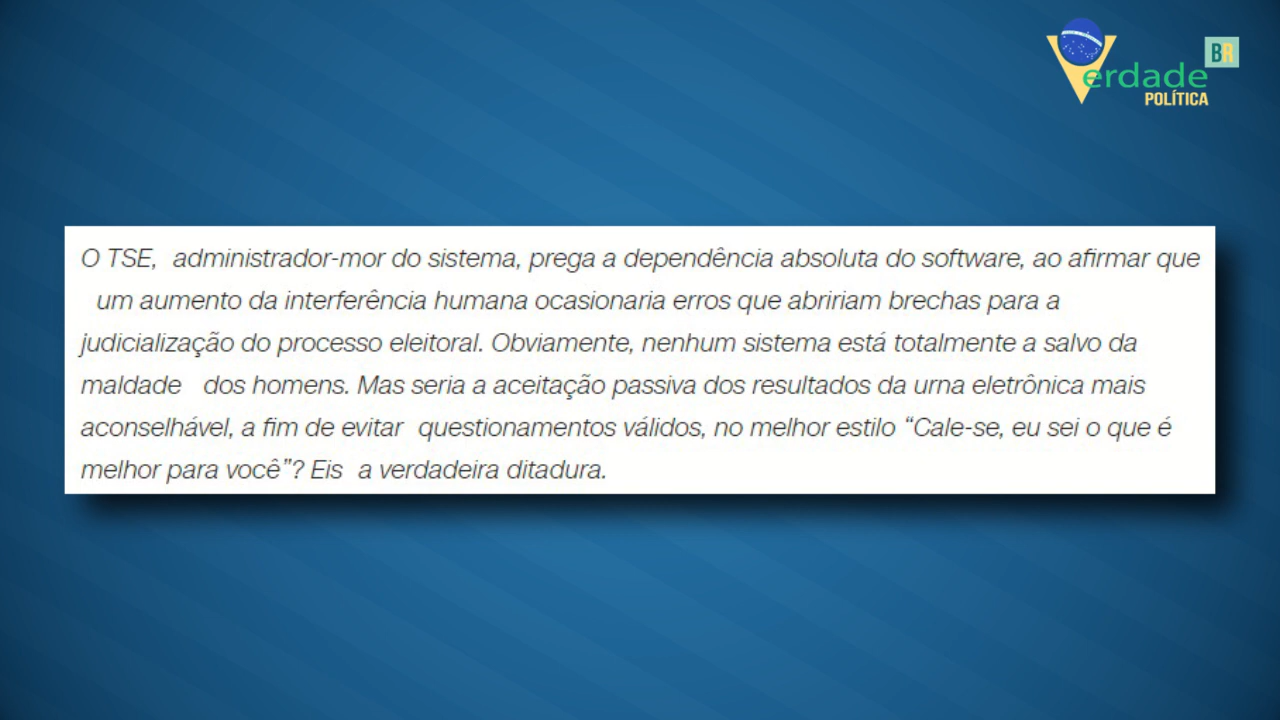 Verdade BR
POLÍTICA
O TSE, administrador-mor do sistema, prega a dependência absoluta do software, ao afirmar que
um aumento da interferência humana ocasionaria erros que abririam brechas para a
judicialização do processo eleitoral. Obviamente, nenhum sistema está totalmente a salvo da
maldade dos homens. Mas seria a aceitação passiva dos resultados da urna eletrônica mais
aconselhável, a fim de evitar questionamentos válidos, no melhor estilo “Cale-se, eu sei o que é
melhor para você”? Eis a verdadeira ditadura.